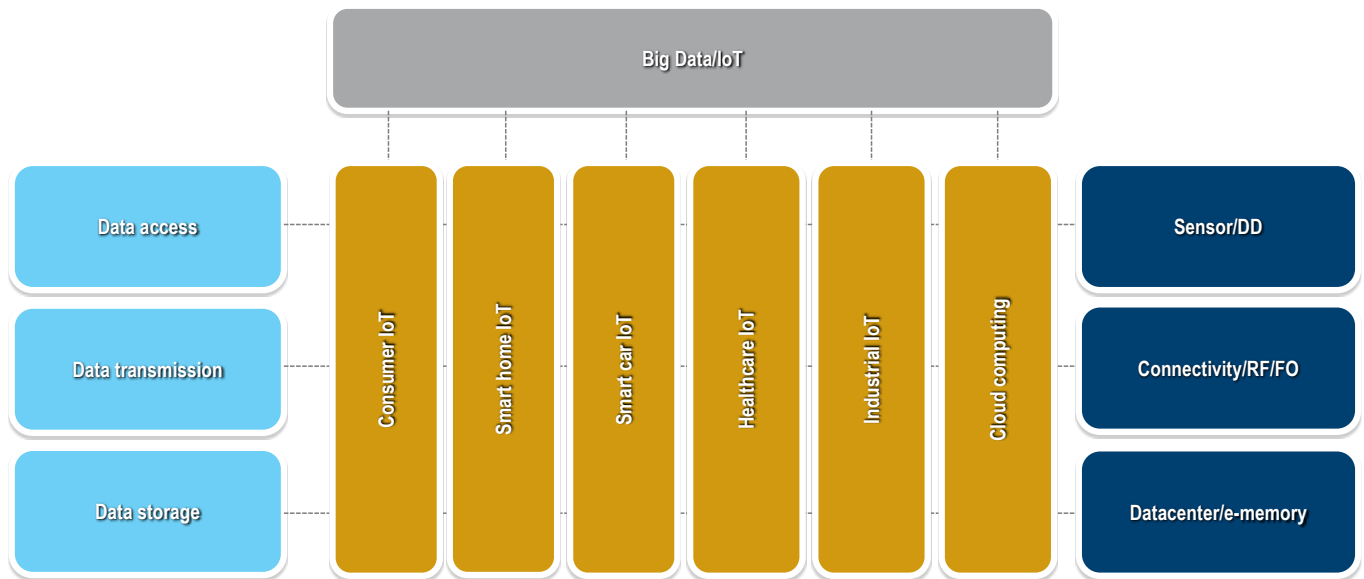 Big Data/IoT
Data access
Data transmission
Data storage
Consumer IoT
Smart home IoT
Smart car IoT
Healthcare IoT
Industrial IoT
Cloud computing
Sensor/DD
Connectivity/RF/FO
Datacenter/e-memory